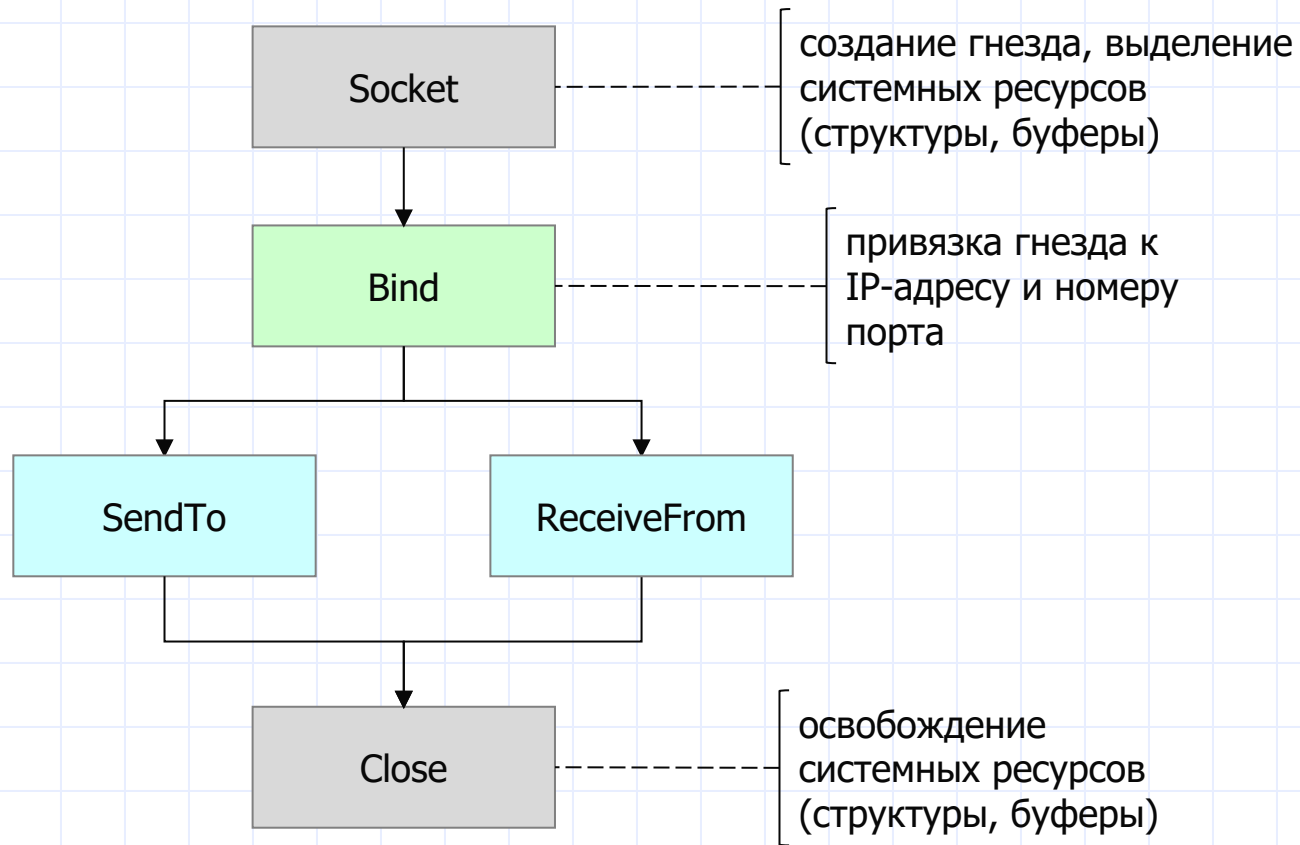 Socket
создание гнезда, выделение
системных ресурсов
(структуры, буферы)
Bind
привязка гнезда к
IP-адресу и номеру
порта
SendTo
ReceiveFrom
Close
освобождение
системных ресурсов
(структуры, буферы)